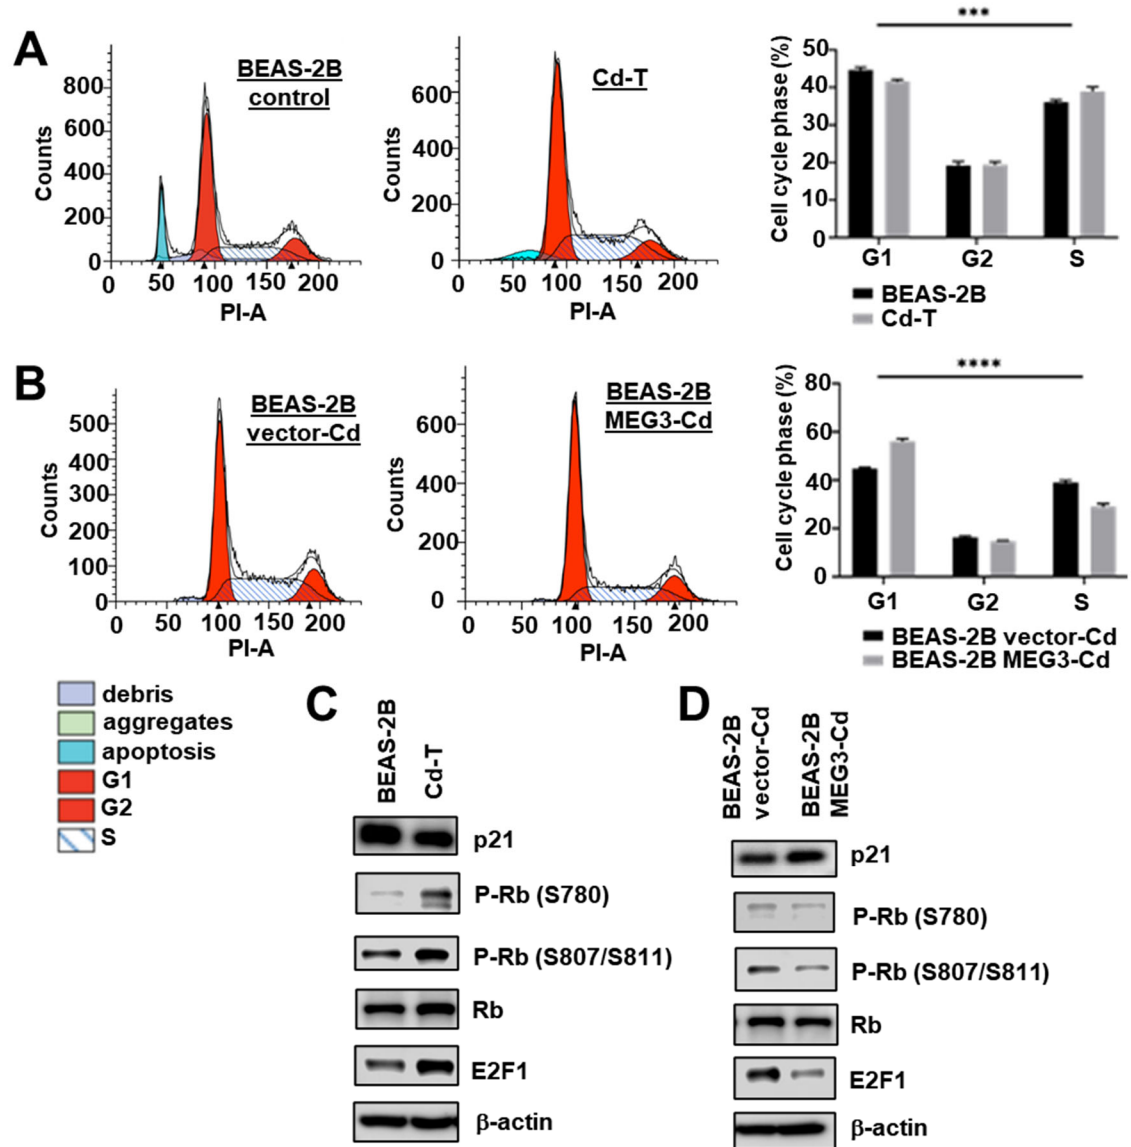 A
BEAS-2B
control
Counts
800
600
400
200
0
0 50 100 150 200
PI-A
Cd-T
Counts
600
400
200
0
0 50 100 150 200
PI-A
***
Cell cycle phase (%)
50
40
30
20
10
0
G1 G2 S
BEAS-2B
Cd-T
B
BEAS-2B
vector-Cd
Counts
500
400
300
200
100
0
0 50 100 150 200
PI-A
BEAS-2B
MEG3-Cd
Counts
600
400
200
0
0 50 100 150 200
PI-A
****
Cell cycle phase (%)
80
60
40
20
0
G1 G2 S
BEAS-2B vector-Cd
BEAS-2B MEG3-Cd
debris
aggregates
apoptosis
G1
G2
S
C
BEAS-2B
Cd-T
p21
P-Rb (S780)
P-Rb (S807/S811)
Rb
E2F1
β-actin
D
BEAS-2B
vector-Cd
BEAS-2B
MEG3-Cd
p21
P-Rb (S780)
P-Rb (S807/S811)
Rb
E2F1
β-actin